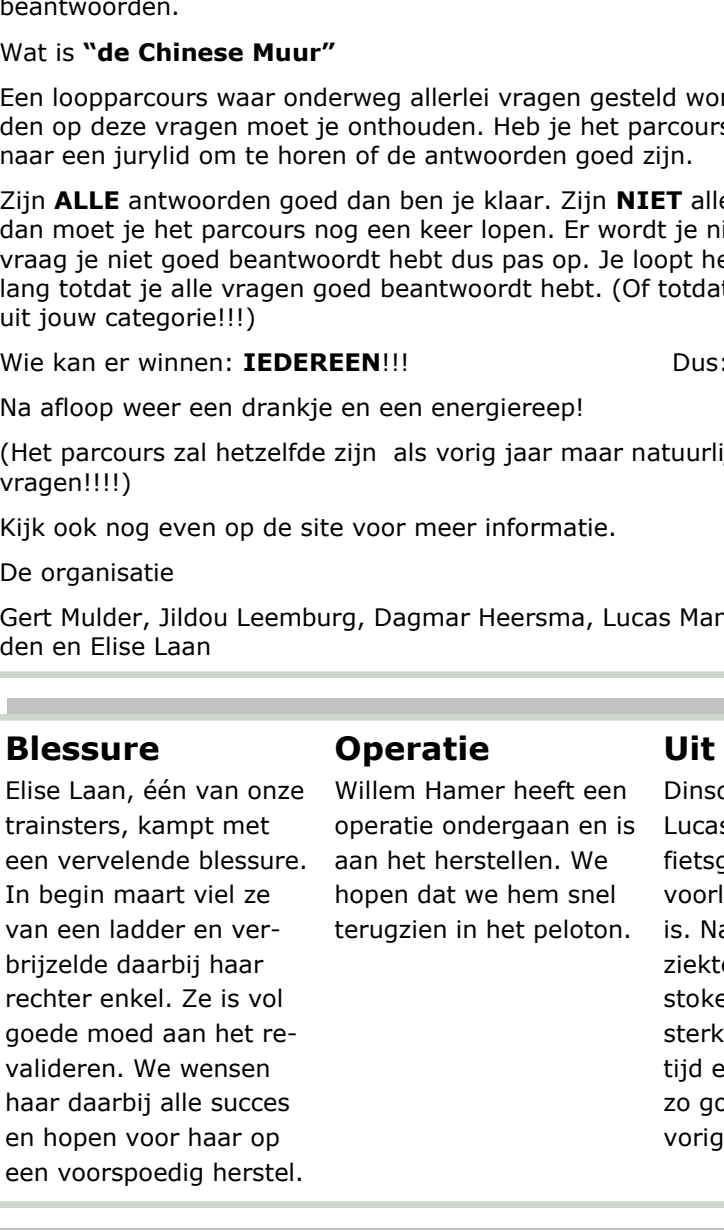 beantwoorden.
Wat is “de Chinese Muur”
Een loopparcours waar onderweg allerlei vragen gesteld wor
den op deze vragen moet je onthouden. Heb je het parcours
naar een jurylid om te horen of de antwoorden goed zijn.
Zijn ALLE antwoorden goed dan ben je klaar. Zijn NIET alle
dan moet je het parcours nog een keer lopen. Er wordt je ni
vraag je niet goed beantwoordt hebt dus pas op. Je loopt he
lang totdat je alle vragen goed beantwoordt hebt. (Of totdat
uit jouw categorie!!!)
Wie kan er winnen: IEDEREEN!!! Dus:
Na afloop weer een drankje en een energiereep!
(Het parcours zal hetzelfde zijn  als vorig jaar maar natuurlij
vragen!!!!)
Kijk ook nog even op de site voor meer informatie.
De organisatie
Gert Mulder, Jildou Leemburg, Dagmar Heersma, Lucas Man
den en Elise Laan
Blessure
Elise Laan, één van onze
trainsters, kampt met
een vervelende blessure.
In begin maart viel ze
van een ladder en ver-
brijzelde daarbij haar
rechter enkel. Ze is vol
goede moed aan het re-
valideren. We wensen
haar daarbij alle succes
en hopen voor haar op
een voorspoedig herstel.
Operatie
Willem Hamer heeft een
operatie ondergaan en is
aan het herstellen. We
hopen dat we hem snel
terugzien in het peloton.
Uit
Dinsd
Lucas
fietsg
voorl
is. Na
ziekte
stoke
sterk
tijd e
zo go
vorig